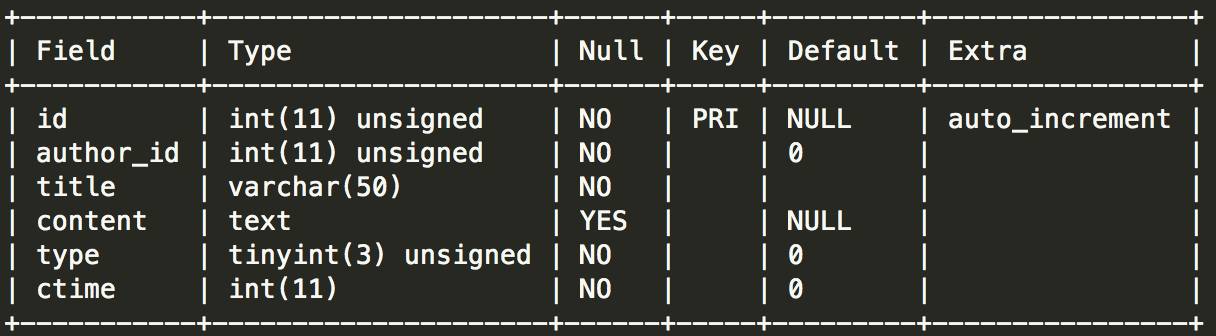 +-----------+---------------------+------+-----+---------+----------------+
| Field     | Type                | Null | Key | Default | Extra          |
+-----------+---------------------+------+-----+---------+----------------+
| id        | int(11) unsigned    | NO   | PRI | NULL    | auto_increment |
| author_id | int(11) unsigned    | NO   |     | 0       |                |
| title     | varchar(50)         | NO   |     |         |                |
| content   | text                | YES  |     | NULL    |                |
| type      | tinyint(3) unsigned | NO   |     | 0       |                |
| ctime     | int(11)             | NO   |     | 0       |                |
+-----------+---------------------+------+-----+---------+----------------+